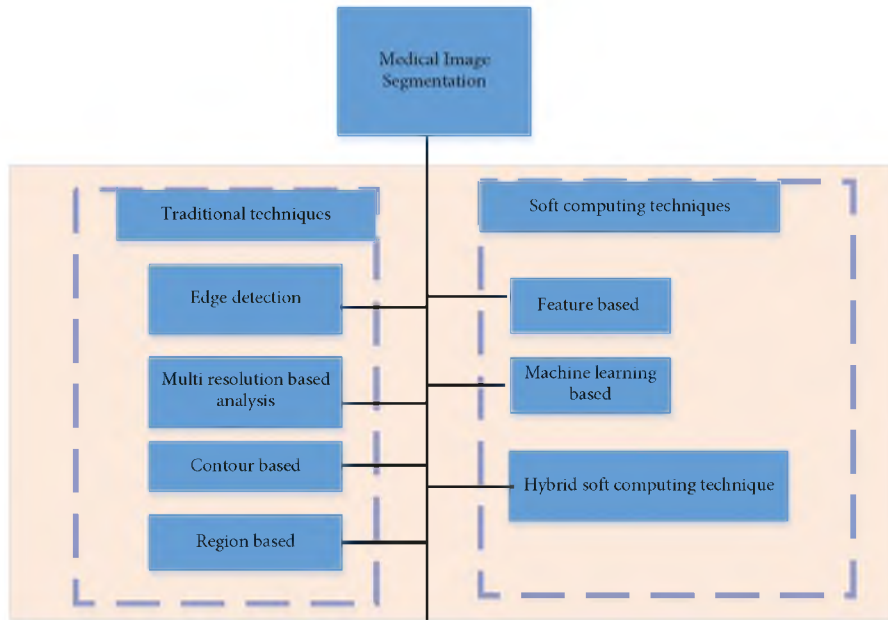 Medical Image
Segmentation
Traditional techniques
Edge detection
Multi resolution based
analysis
Contour based
Region based
Soft computing techniques
Feature based
Machine learning
based
Hybrid soft computing technique